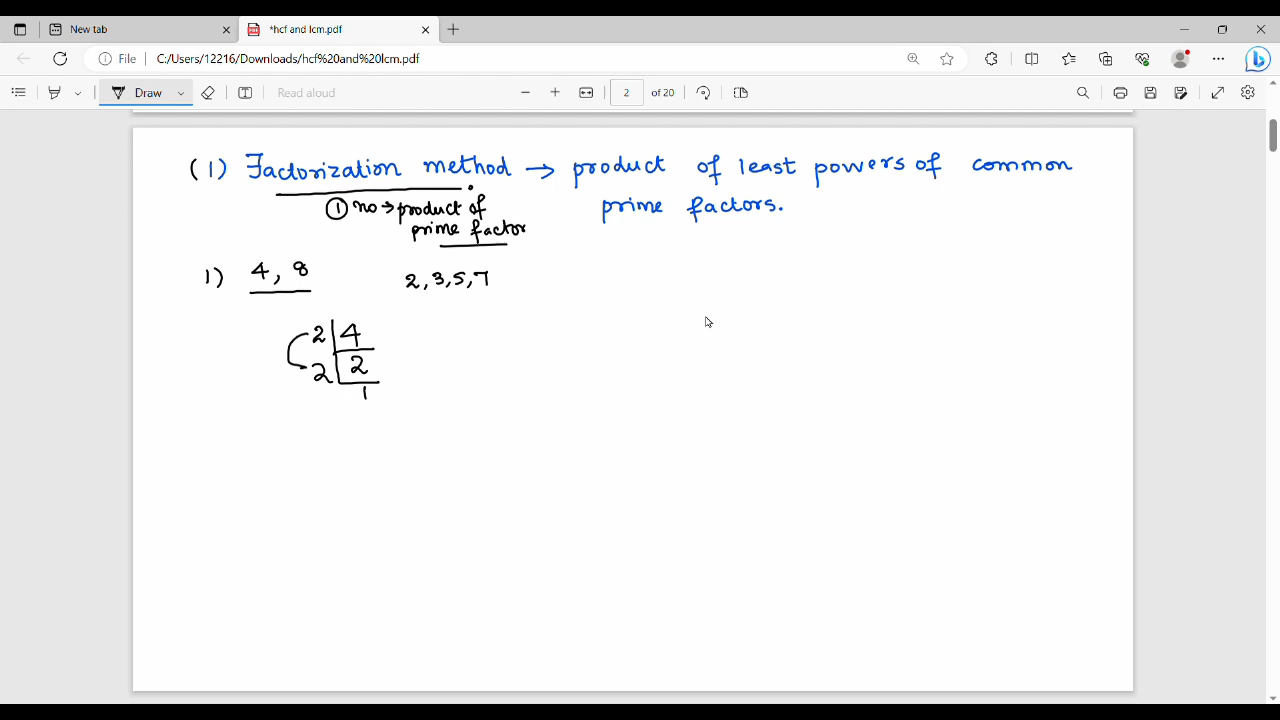 New tab
*hcf and lcm.pdf
File C:/Users/12216/Downloads/hcf%20and%20lcm.pdf
Draw Read aloud 2 of 20
(1) Factorization method → product of least powers of common
prime factors.
① no → product of
prime factor
1) 4, 8 2, 3, 5, 7
2 4
2 2
1